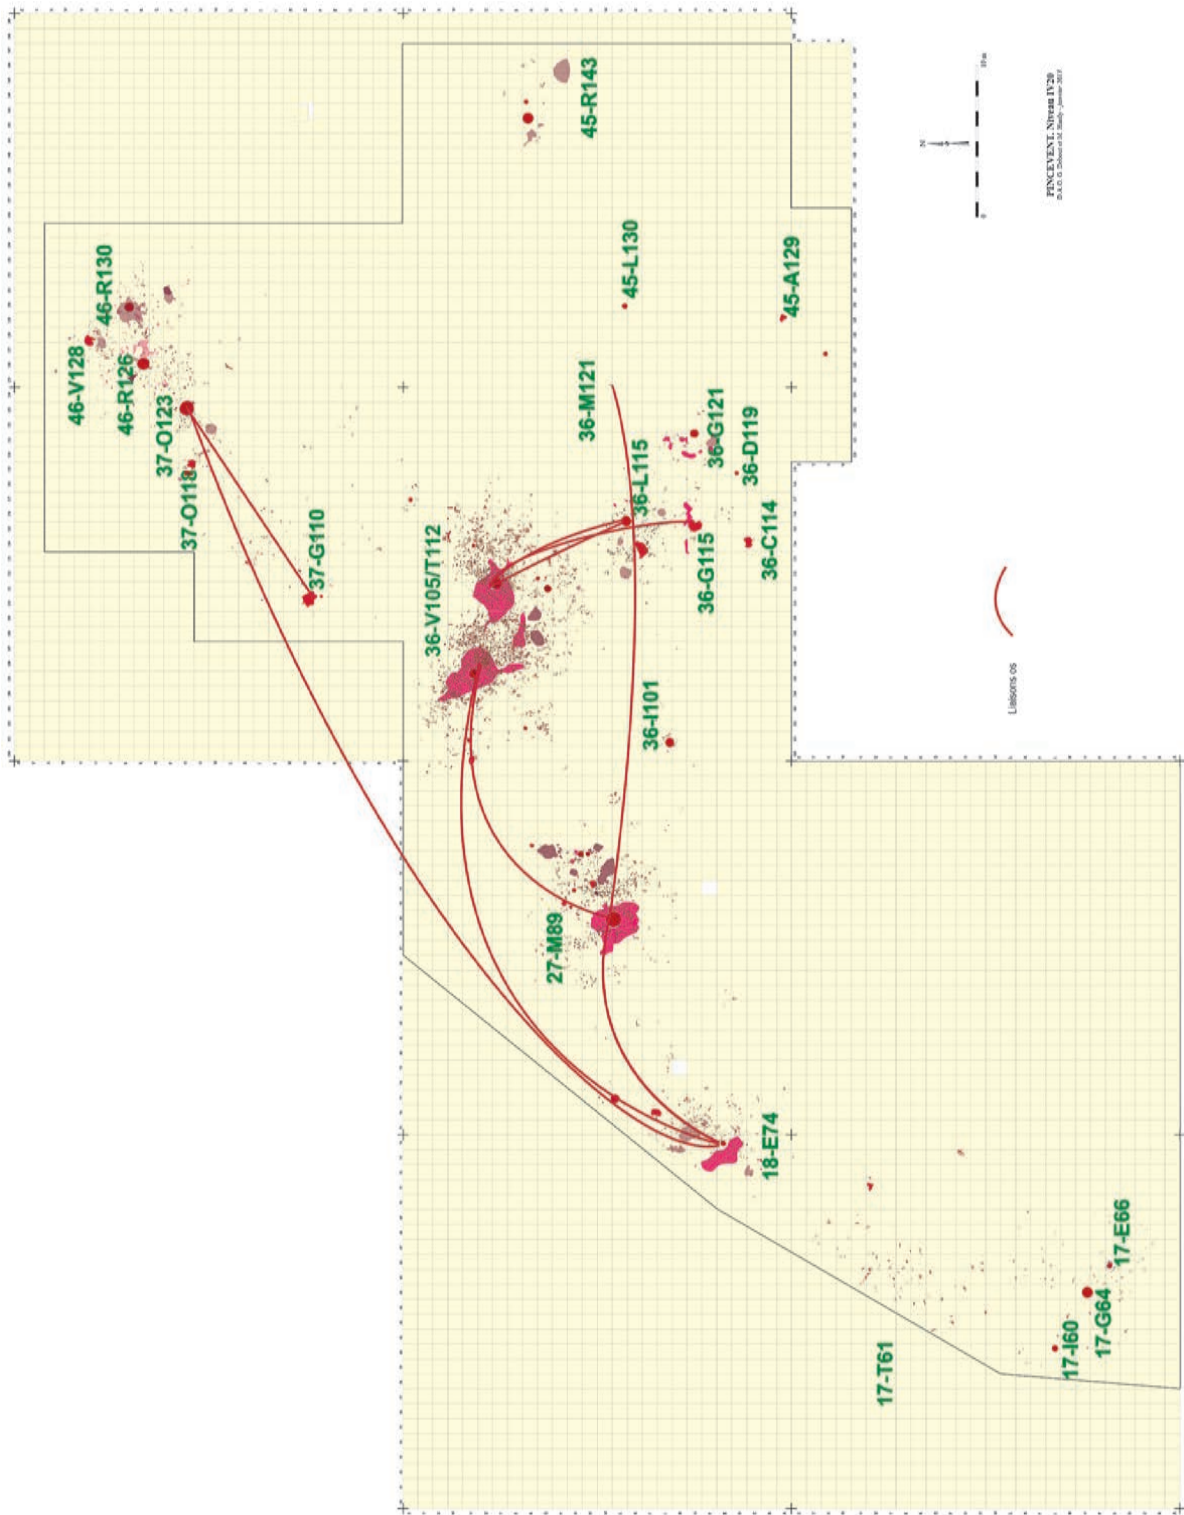 45-R143
46-R130
45-L130
45-A129
46-V128
46-R126
37-O123
37-O118
36-M121
36-G121
36-D119
36-L115
36-C114
36-G115
36-V105/T112
37-G110
36-I101
27-M89
18-E74
17-E66
17-G64
17-I60
17-T61
N
0
10 m
PINCEVENT. Niveau IV20
Liaisons os